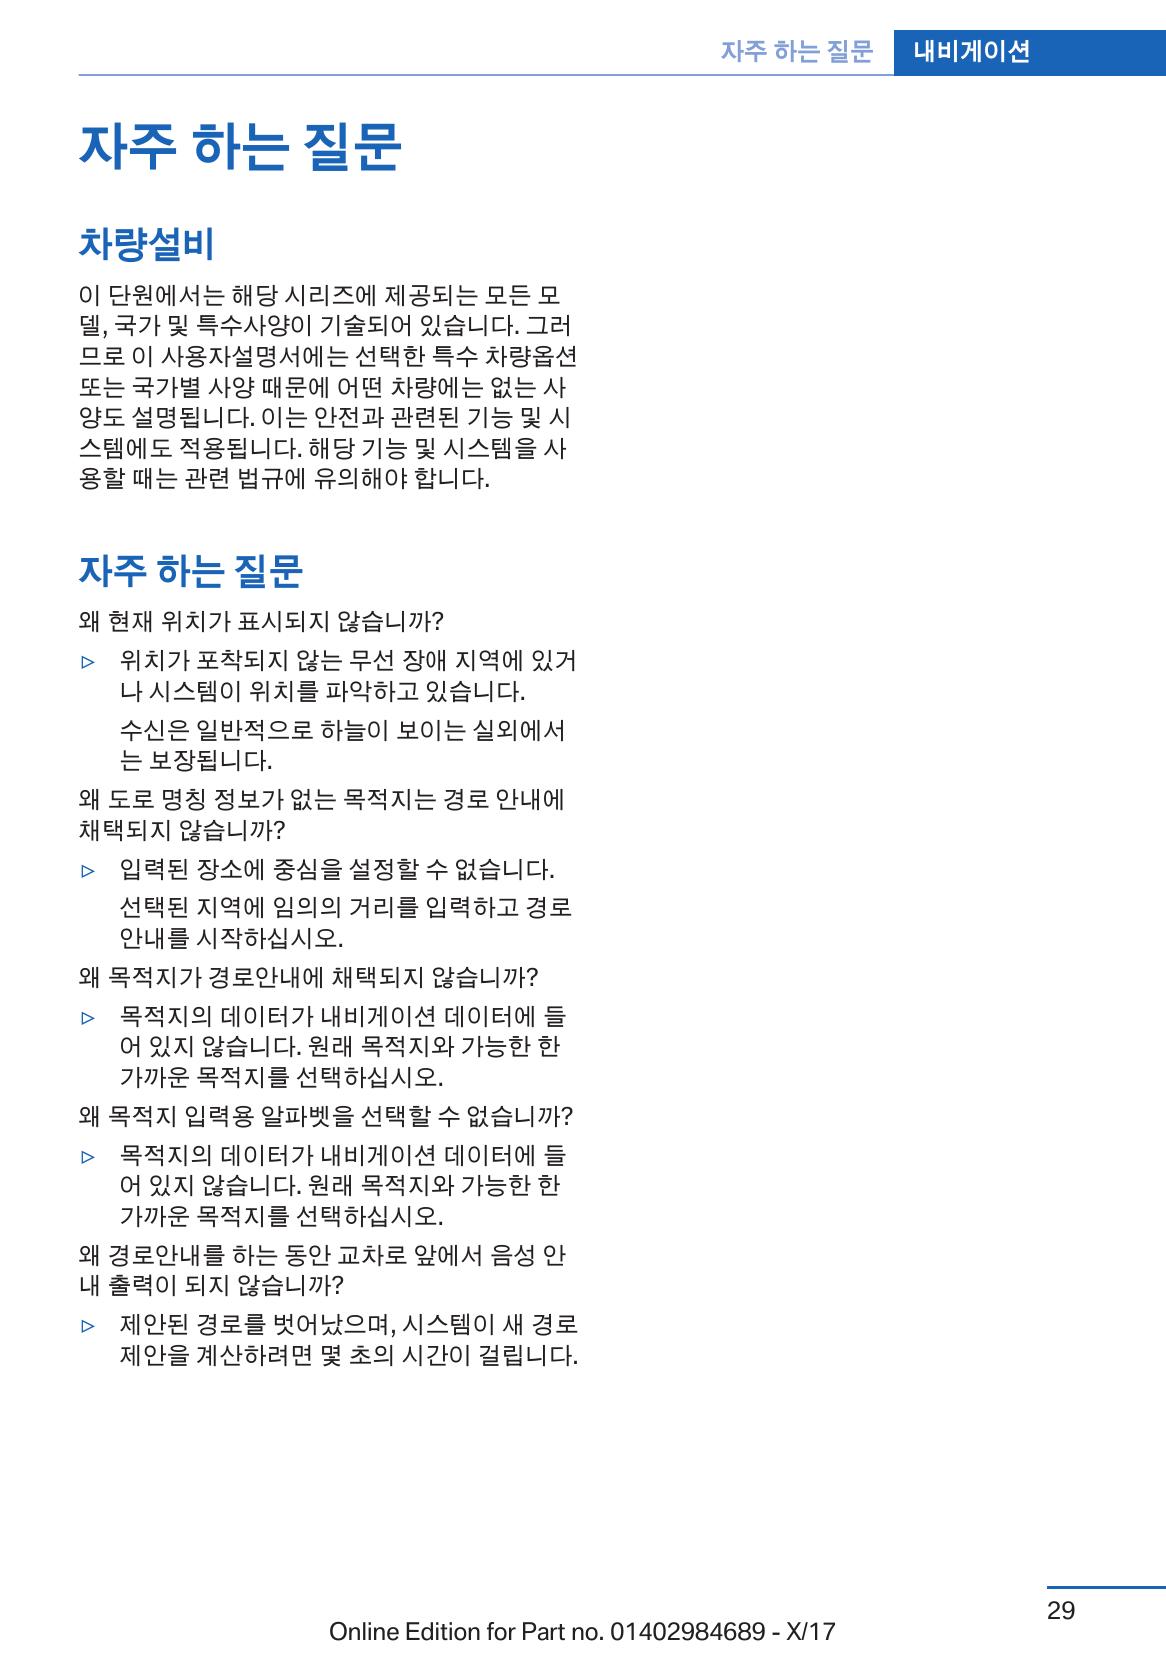 자주 하는 질문 내비게이션
자주 하는 질문
차량설비
이 단원에서는 해당 시리즈에 제공되는 모든 모
델, 국가 및 특수사양이 기술되어 있습니다. 그러
므로 이 사용자설명서에는 선택한 특수 차량옵션
또는 국가별 사양 때문에 어떤 차량에는 없는 사
양도 설명됩니다. 이는 안전과 관련된 기능 및 시
스템에도 적용됩니다. 해당 기능 및 시스템을 사
용할 때는 관련 법규에 유의해야 합니다.
자주 하는 질문
왜 현재 위치가 표시되지 않습니까?
▷ 위치가 포착되지 않는 무선 장애 지역에 있거
나 시스템이 위치를 파악하고 있습니다.
수신은 일반적으로 하늘이 보이는 실외에서
는 보장됩니다.
왜 도로 명칭 정보가 없는 목적지는 경로 안내에
채택되지 않습니까?
▷ 입력된 장소에 중심을 설정할 수 없습니다.
선택된 지역에 임의의 거리를 입력하고 경로
안내를 시작하십시오.
왜 목적지가 경로안내에 채택되지 않습니까?
▷ 목적지의 데이터가 내비게이션 데이터에 들
어 있지 않습니다. 원래 목적지와 가능한 한
가까운 목적지를 선택하십시오.
왜 목적지 입력용 알파벳을 선택할 수 없습니까?
▷ 목적지의 데이터가 내비게이션 데이터에 들
어 있지 않습니다. 원래 목적지와 가능한 한
가까운 목적지를 선택하십시오.
왜 경로안내를 하는 동안 교차로 앞에서 음성 안
내 출력이 되지 않습니까?
▷ 제안된 경로를 벗어났으며, 시스템이 새 경로
제안을 계산하려면 몇 초의 시간이 걸립니다.
29
Online Edition for Part no. 01402984689 - X/17